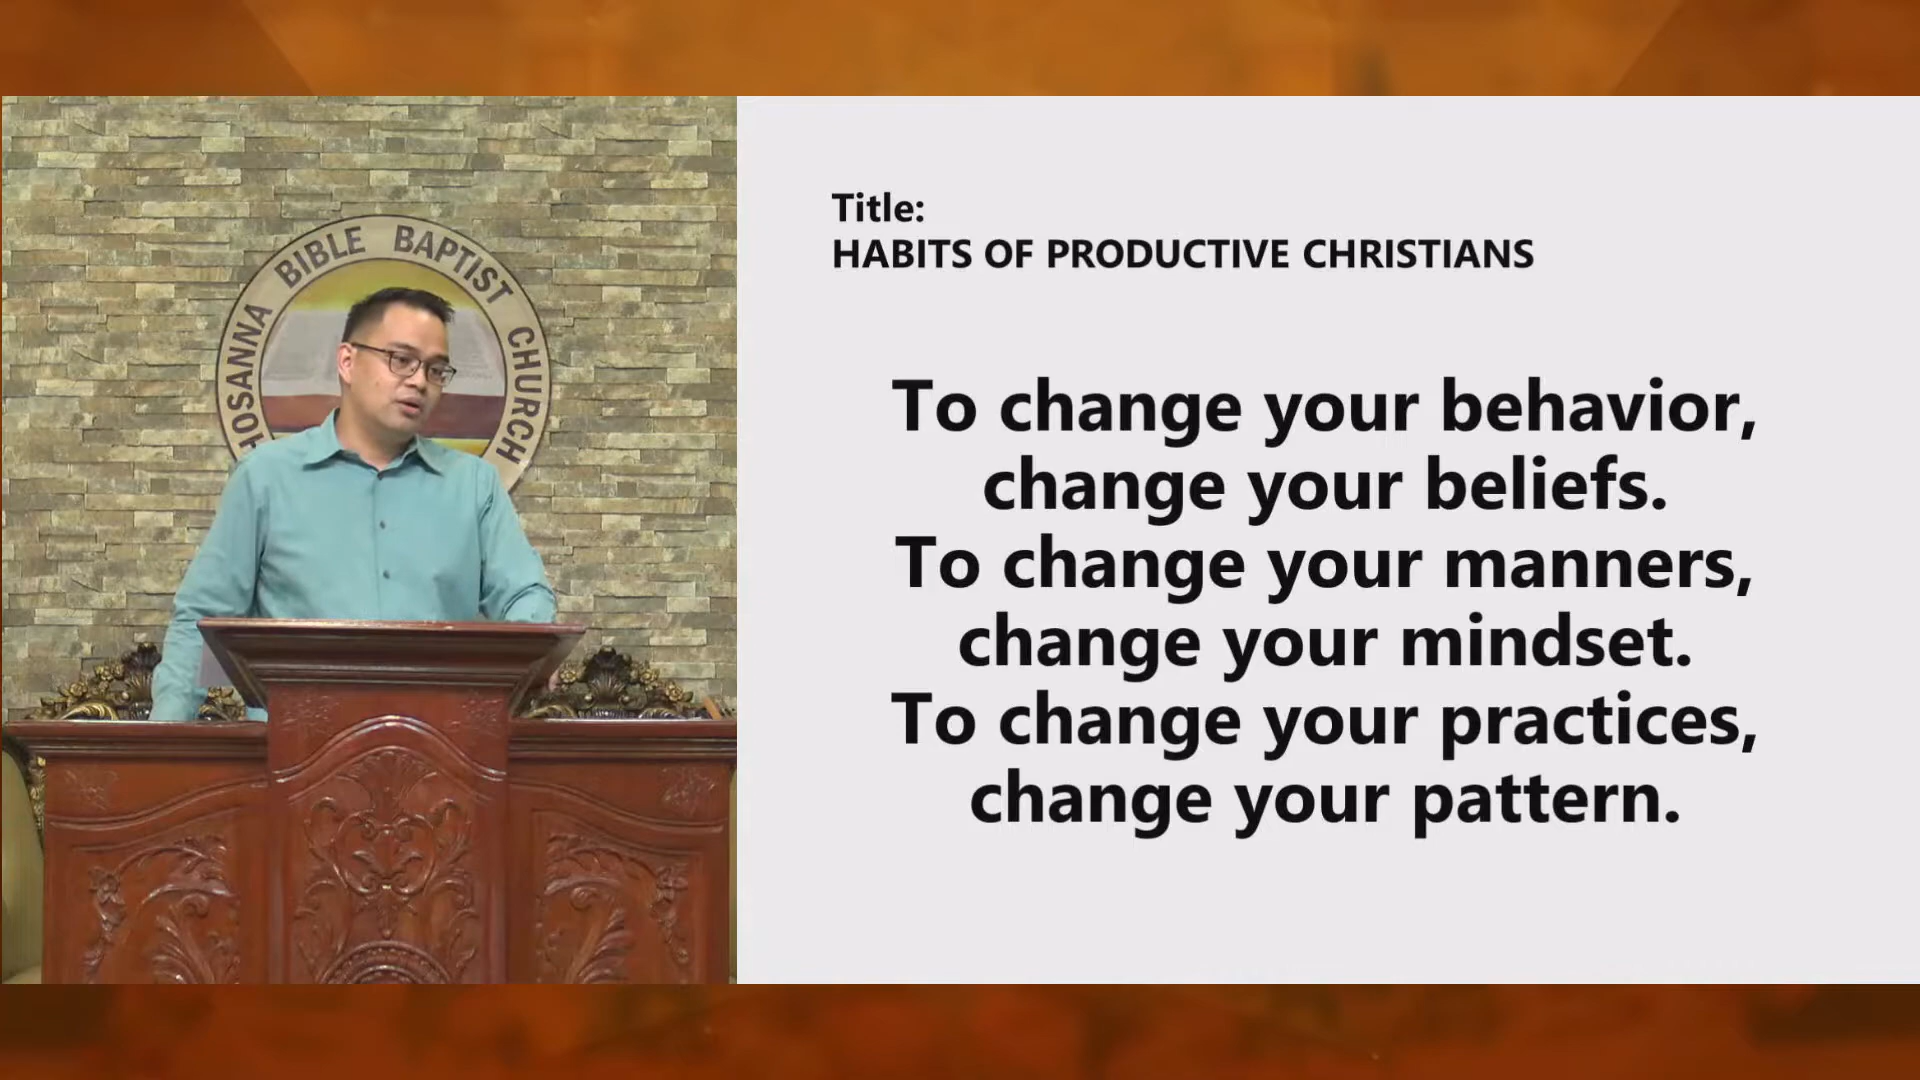 HOSANNA BIBLE BAPTIST CHURCH
Title:
HABITS OF PRODUCTIVE CHRISTIANS
To change your behavior,
change your beliefs.
To change your manners,
change your mindset.
To change your practices,
change your pattern.